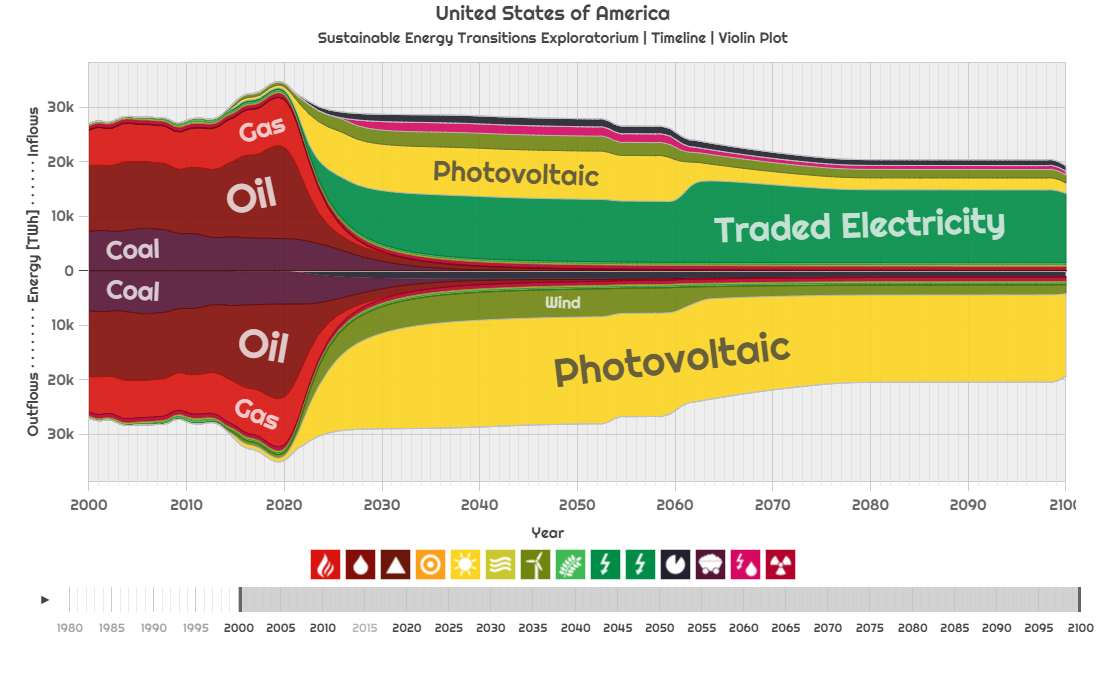 United States of America
Sustainable Energy Transitions Exploratorium | Timeline | Violin Plot
Outflows · · · · · · · Energy [TWh] · · · · · · Inflows
30k
20k
10k
0
10k
20k
30k
Gas
Oil
Coal
Photovoltaic
Traded Electricity
Coal
Oil
Gas
Wind
Photovoltaic
2000 2010 2020 2030 2040 2050 2060 2070 2080 2090 2100
Year
1980 1985 1990 1995 2000 2005 2010 2015 2020 2020 2025 2030 2035 2040 2045 2050 2055 2060 2065 2070 2075 2080 2085 2090 2095 2100